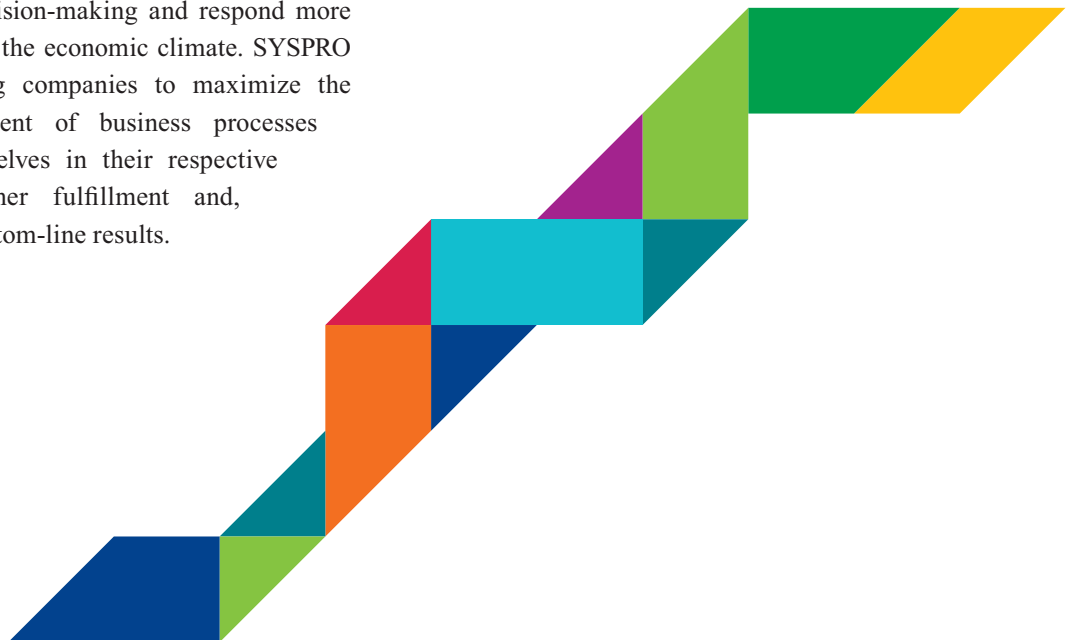 ision-making and respond more
the economic climate. SYSPRO
g companies to maximize the
ent of business processes
elves in their respective
ner fulfillment and,
tom-line results.